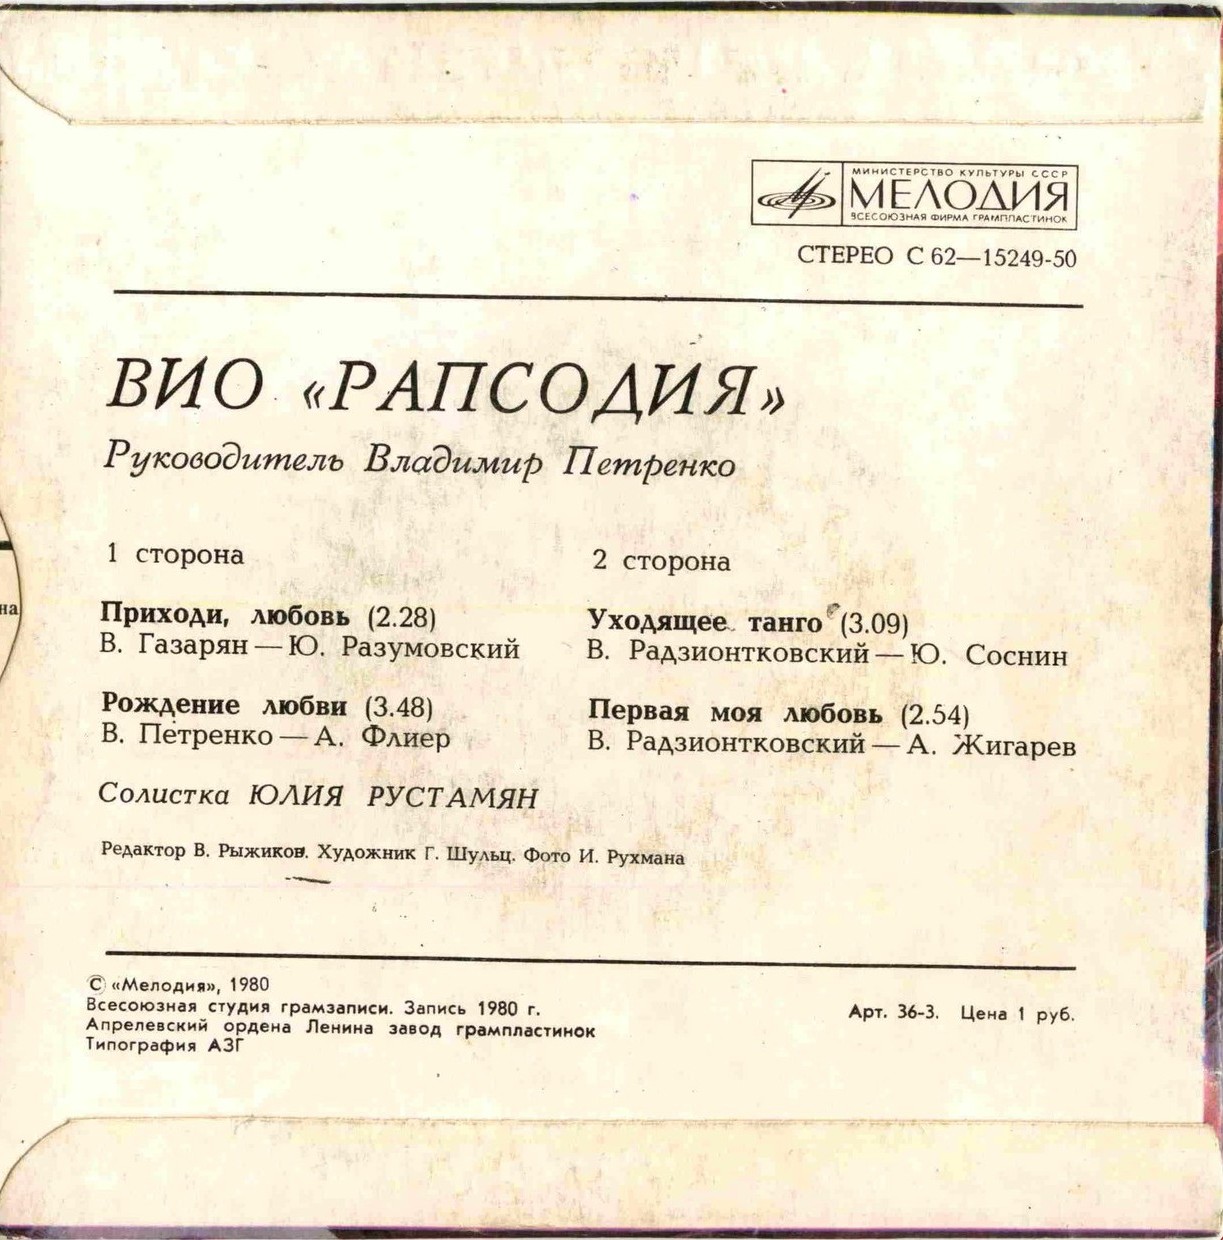 МИНИСТЕРСТВО КУЛЬТУРЫ СССР
МЕЛОДИЯ
ВСЕСОЮЗНАЯ ФИРМА ГРАМПЛАСТИНОК
СТЕРЕО С 62—15249-50
ВИО «РАПСОДИЯ»
Руководитель Владимир Петренко
1 сторона
Приходи, любовь (2.28)
В. Газарян — Ю. Разумовский
Рождение любви (3.48)
В. Петренко — А. Флиер
Солистка ЮЛИЯ РУСТАМЯН
2 сторона
Уходящее танго (3.09)
В. Радзионтковский — Ю. Соснин
Первая моя любовь (2.54)
В. Радзионтковский — А. Жигарев
Редактор В. Рыжиков. Художник Г. Шульц. Фото И. Рухмана
© «Мелодия», 1980
Всесоюзная студия грамзаписи. Запись 1980 г.
Апрелевский ордена Ленина завод грампластинок
Типография АЗГ
Арт. 36-3. Цена 1 руб.